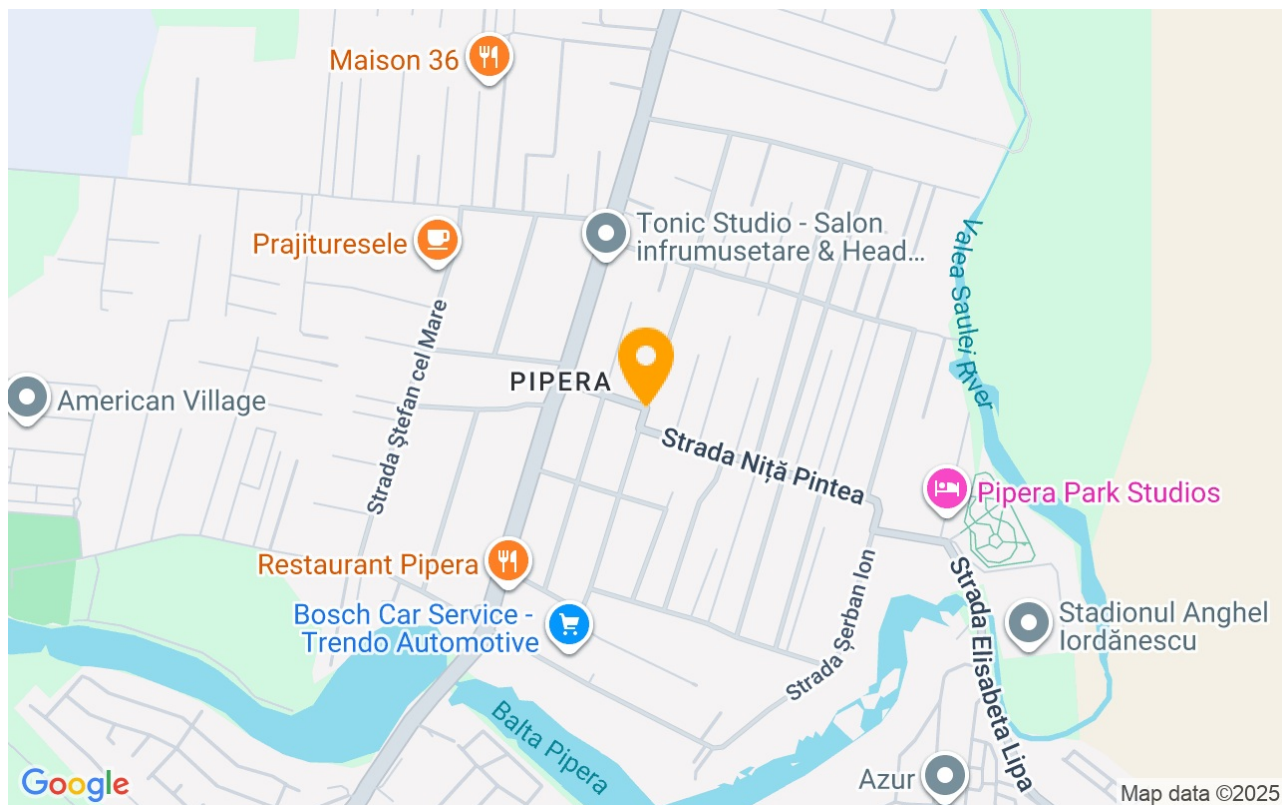 Maison 36
Tonic Studio - Salon
infrumusetare & Head...
Prajituresele
Valea Saulei River
Strada Ștefan cel Mare
PIPERA
American Village
Strada Niță Pintea
Pipera Park Studios
Restaurant Pipera
Strada Șerban Ion
Strada Elisabeta Lipa
Bosch Car Service -
Trendo Automotive
Stadionul Anghel
Iordănescu
Balta Pipera
Azur
Google
Map data ©2025